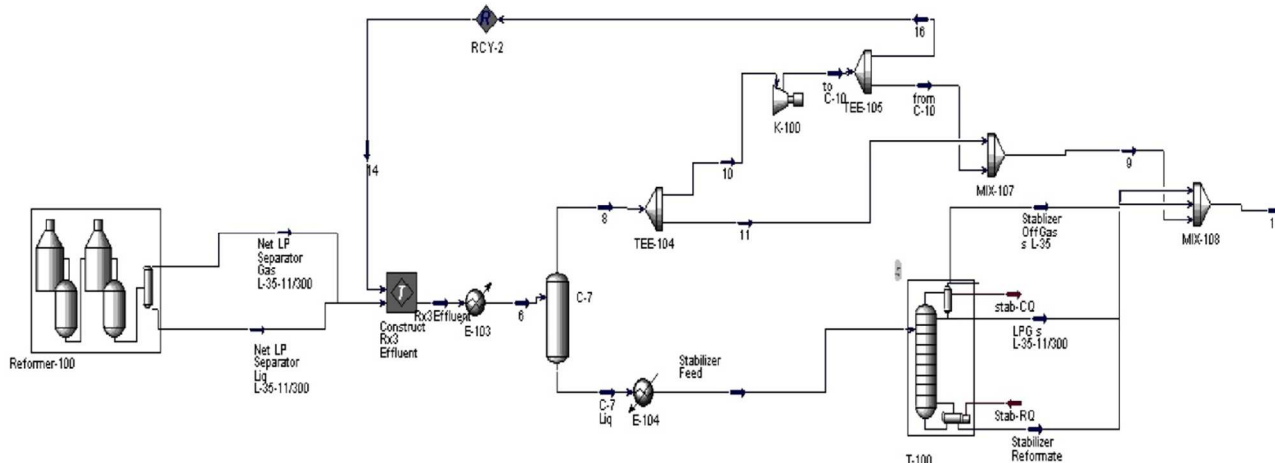 16
RCY-2
to
C-10
TEE-105
from
C-10
K-100
14
10
9
MIX-107
8
TEE-104
11
Stablizer
OffGas
s L-35
MIX-108
1
Net LP
Separator
Gas
L-35-11/300
Construct
Rx3
Effluent
Rx3Effluent
E-103
6
C-7
Reformer-100
Net LP
Separator
Liq
L-35-11/300
stab-CQ
LPG s
L-35-11/300
Stabilizer
Feed
C-7
Liq
E-104
Stab-RQ
Stabilizer
Reformate
T-100